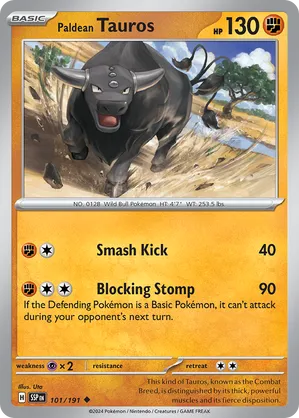 BASIC
Paldean Tauros HP 130
NO. 0128 Wild Bull Pokémon HT: 4'7" WT: 253.5 lbs
Smash Kick 40
Blocking Stomp 90
If the Defending Pokémon is a Basic Pokémon, it can't attack
during your opponent's next turn.
weakness ×2 resistance retreat
Illus. Uta
H SSP EN 101/191
This kind of Tauros, known as the Combat
Breed, is distinguished by its thick, powerful
muscles and its fierce disposition.
©2024 Pokémon / Nintendo / Creatures / GAME FREAK